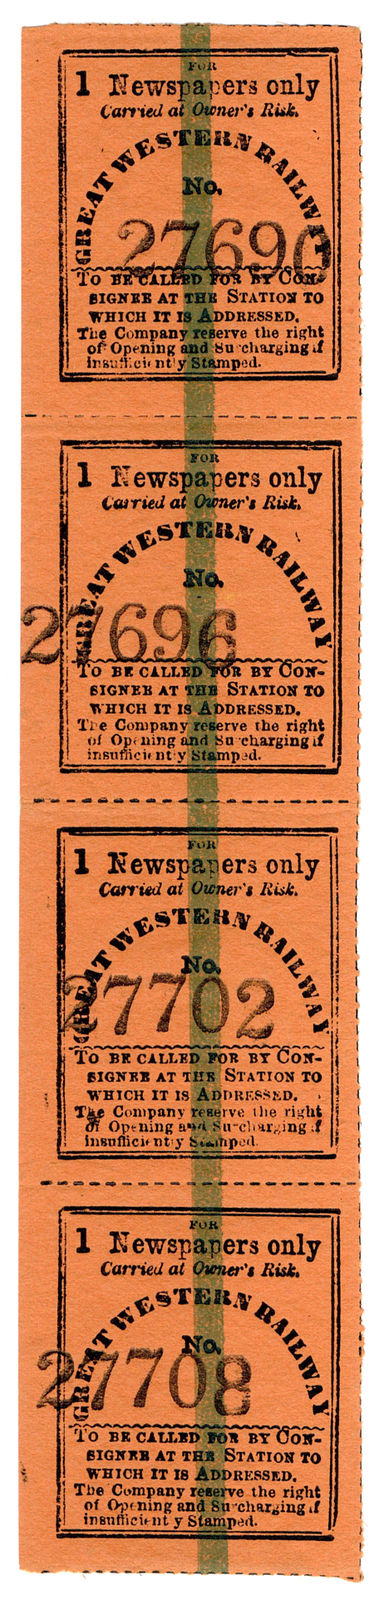 FOR
1 Newspapers only
Carried at Owner's Risk.
GREAT WESTERN RAILWAY
No.
27690
TO BE CALLED FOR BY CON-
SIGNEE AT THE STATION TO
WHICH IT IS ADDRESSED.
The Company reserve the right
of Opening and Surcharging if
insufficiently Stamped.
FOR
1 Newspapers only
Carried at Owner's Risk.
GREAT WESTERN RAILWAY
No.
27696
TO BE CALLED FOR BY CON-
SIGNEE AT THE STATION TO
WHICH IT IS ADDRESSED.
The Company reserve the right
of Opening and Surcharging if
insufficiently Stamped.
FOR
1 Newspapers only
Carried at Owner's Risk.
GREAT WESTERN RAILWAY
No.
27702
TO BE CALLED FOR BY CON-
SIGNEE AT THE STATION TO
WHICH IT IS ADDRESSED.
The Company reserve the right
of Opening and Surcharging if
insufficiently Stamped.
FOR
1 Newspapers only
Carried at Owner's Risk.
GREAT WESTERN RAILWAY
No.
27708
TO BE CALLED FOR BY CON-
SIGNEE AT THE STATION TO
WHICH IT IS ADDRESSED.
The Company reserve the right
of Opening and Surcharging if
insufficiently Stamped.